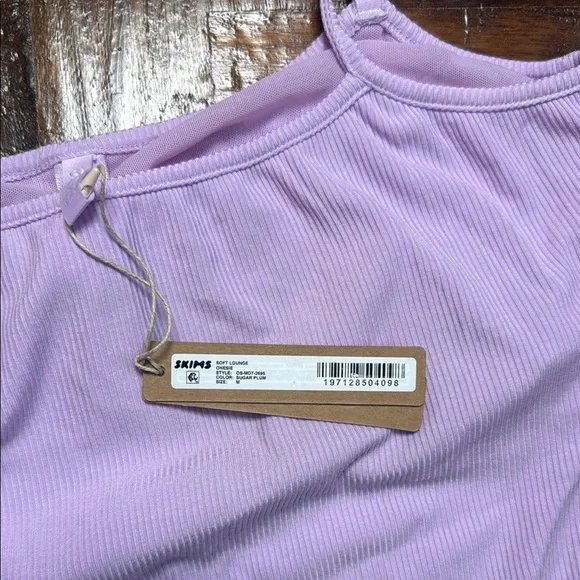 SKIMS
SOFT LOUNGE
ONESIE
STYLE: OS-MDT-2695
COLOR: SUGAR PLUM
SIZE: M
197128504098